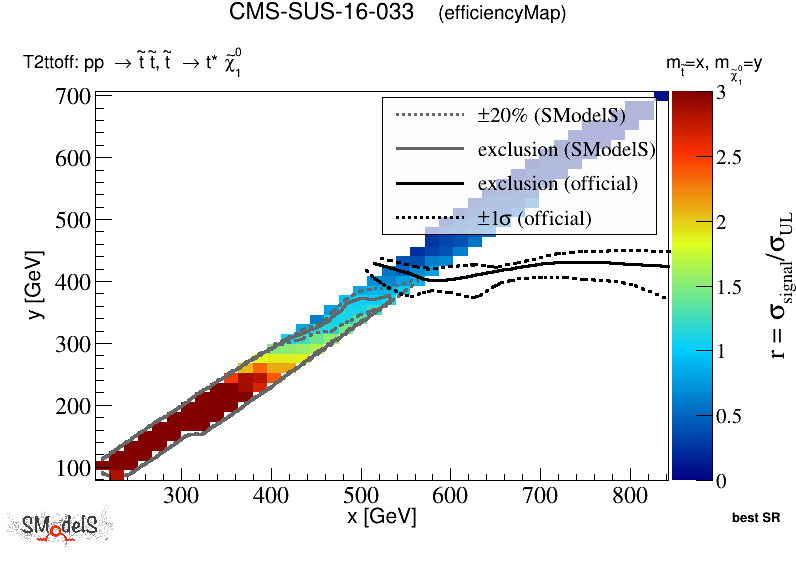 CMS-SUS-16-033 (efficiencyMap)
T2ttoff: pp → t̃ t̃, t̃ → t* χ̃₁⁰
m_t̃=x, m_χ̃₁⁰=y
±20% (SModelS)
exclusion (SModelS)
exclusion (official)
±1σ (official)
700
600
500
400
300
200
100
y [GeV]
300 400 500 600 700 800
x [GeV]
3
2.5
2
1.5
1
0.5
0
r = σ_signal/σ_UL
SModelS
best SR